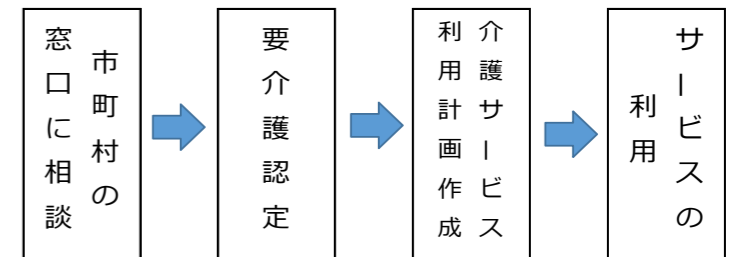 市町村の
窓口に相談
要介護認定
介護サービス
利用計画作成
サービスの
利用